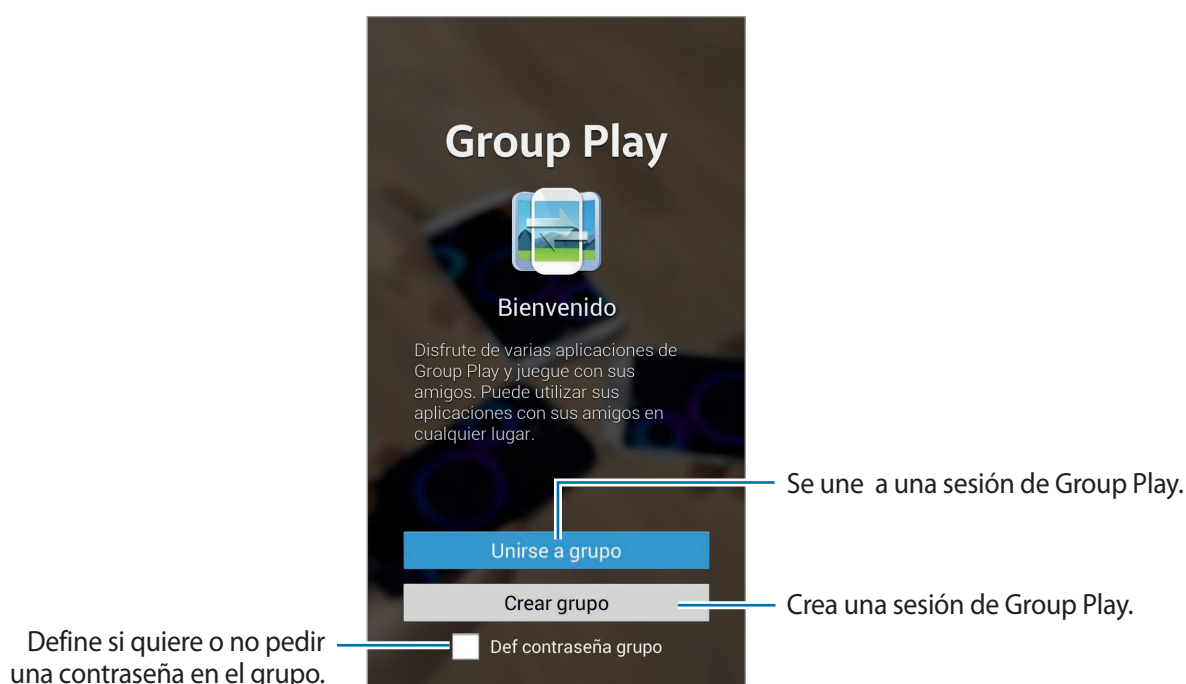 Group Play
Bienvenido
Disfrute de varias aplicaciones de
Group Play y juegue con sus
amigos. Puede utilizar sus
aplicaciones con sus amigos en
cualquier lugar.
Se une a una sesión de Group Play.
Unirse a grupo
Crear grupo
Crea una sesión de Group Play.
Define si quiere o no pedir
una contraseña en el grupo.
Def contraseña grupo